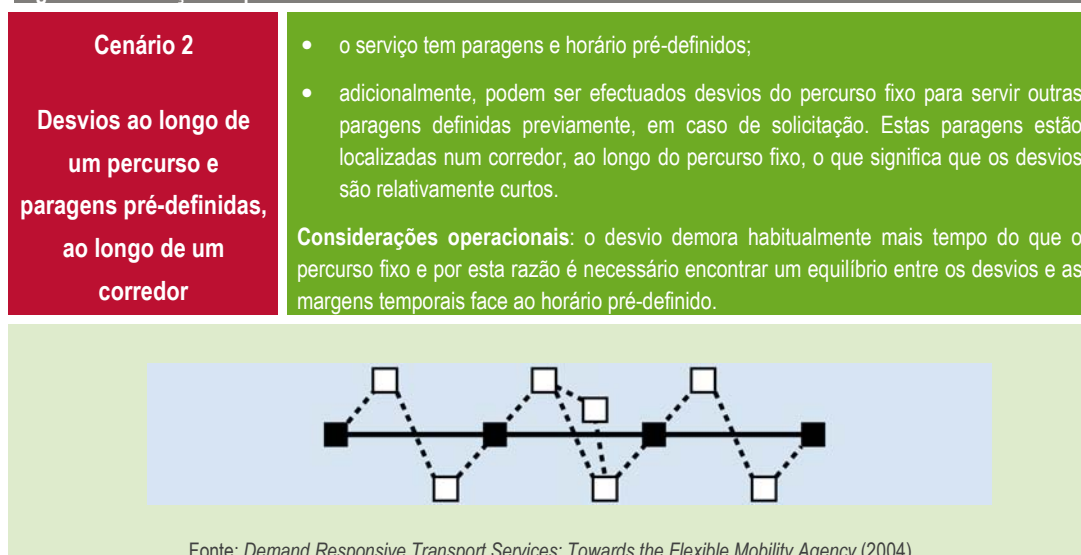 Cenário 2
Desvios ao longo de
um percurso e
paragens pré-definidas,
ao longo de um
corredor
• o serviço tem paragens e horário pré-definidos;
• adicionalmente, podem ser efectuados desvios do percurso fixo para servir outras
paragens definidas previamente, em caso de solicitação. Estas paragens estão
localizadas num corredor, ao longo do percurso fixo, o que significa que os desvios
são relativamente curtos.
Considerações operacionais: o desvio demora habitualmente mais tempo do que o
percurso fixo e por esta razão é necessário encontrar um equilíbrio entre os desvios e as
margens temporais face ao horário pré-definido.
Fonte: Demand Responsive Transport Services: Towards the Flexible Mobility Agency (2004)